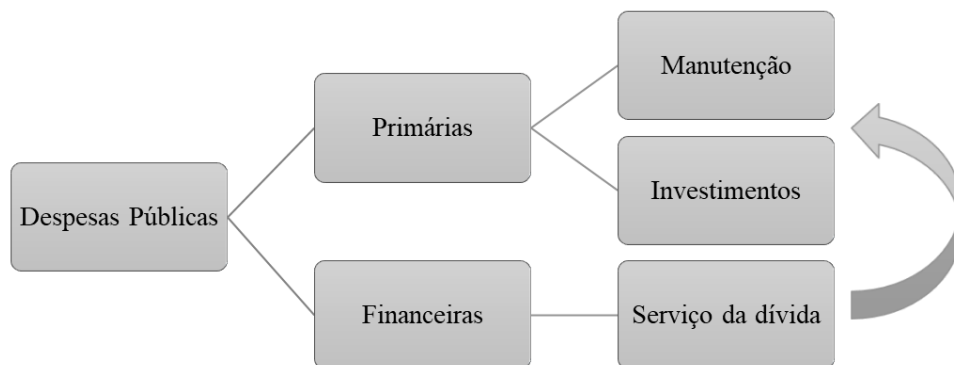 Despesas Públicas
Primárias
Manutenção
Investimentos
Financeiras
Serviço da dívida